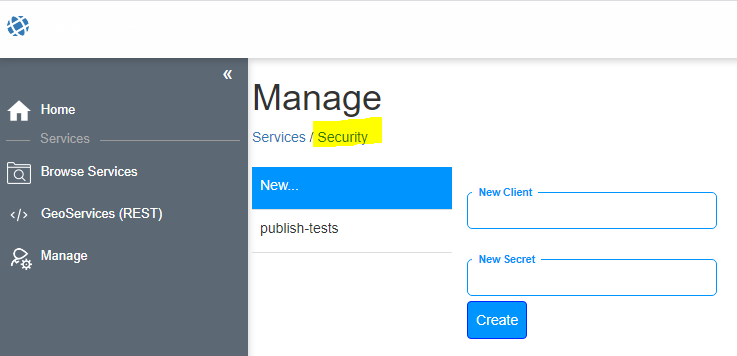 «
Home
Services
Browse Services
</> GeoServices (REST)
Manage
Manage
Services / Security
New...
publish-tests
New Client
New Secret
Create